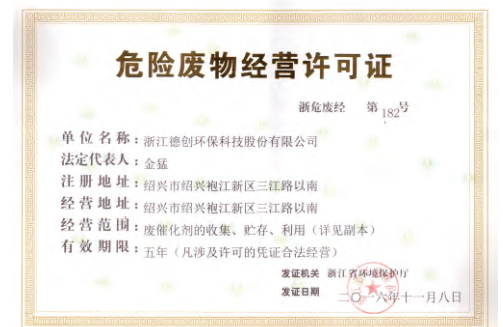 危险废物经营许可证
浙危废经 第182号
单位名称：浙江德创环保科技股份有限公司
法定代表人：金猛
注册地址：绍兴市绍兴袍江新区三江路以南
经营地址：绍兴市绍兴袍江新区三江路以南
经营范围：废催化剂的收集、贮存、利用（详见副本）
有效期限：五年（凡涉及许可的凭证合法经营）
发证机关 浙江省环境保护厅
发证日期 二〇一六年十一月八日